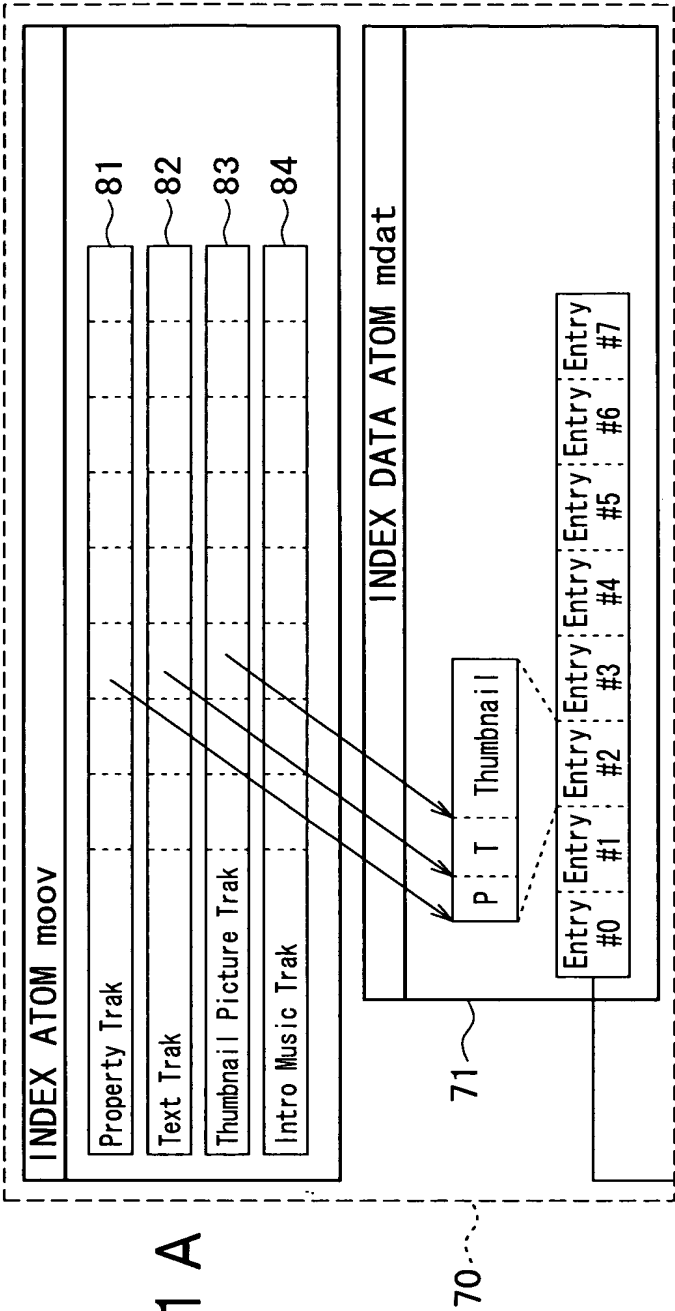 1 A
INDEX ATOM moov
Property Trak
81
Text Trak
82
Thumbnail Picture Trak
83
Intro Music Trak
84
INDEX DATA ATOM mdat
P T Thumbnail
71
Entry Entry Entry Entry Entry Entry Entry Entry
#0 #1 #2 #3 #4 #5 #6 #7
70